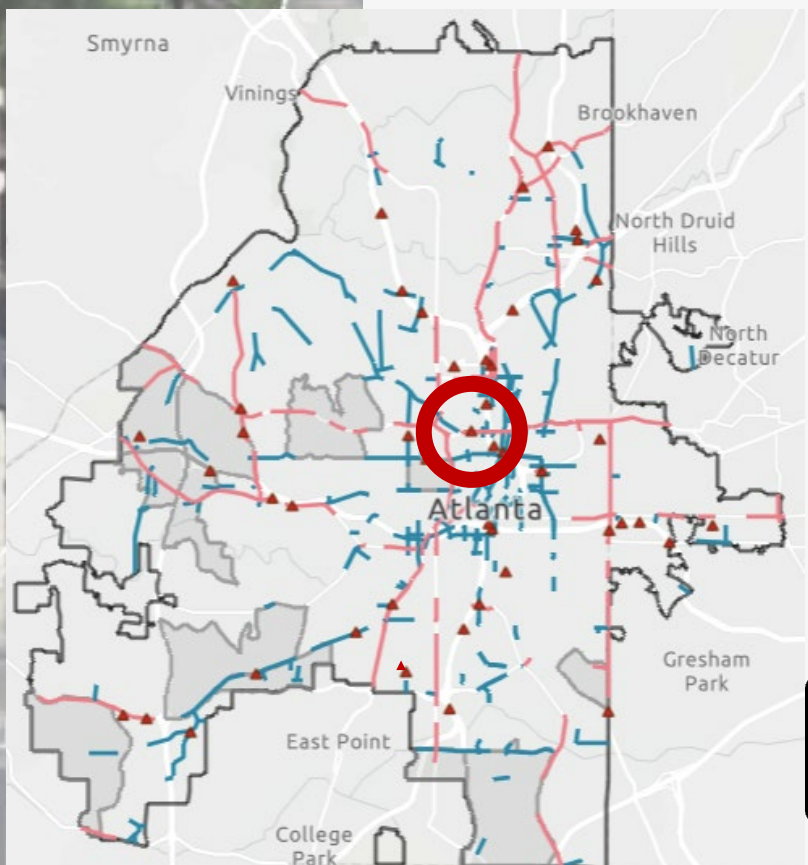 Smyrna
Vinings
Brookhaven
North Druid
Hills
North
Decatur
Atlanta
Gresham
Park
East Point
College
Park